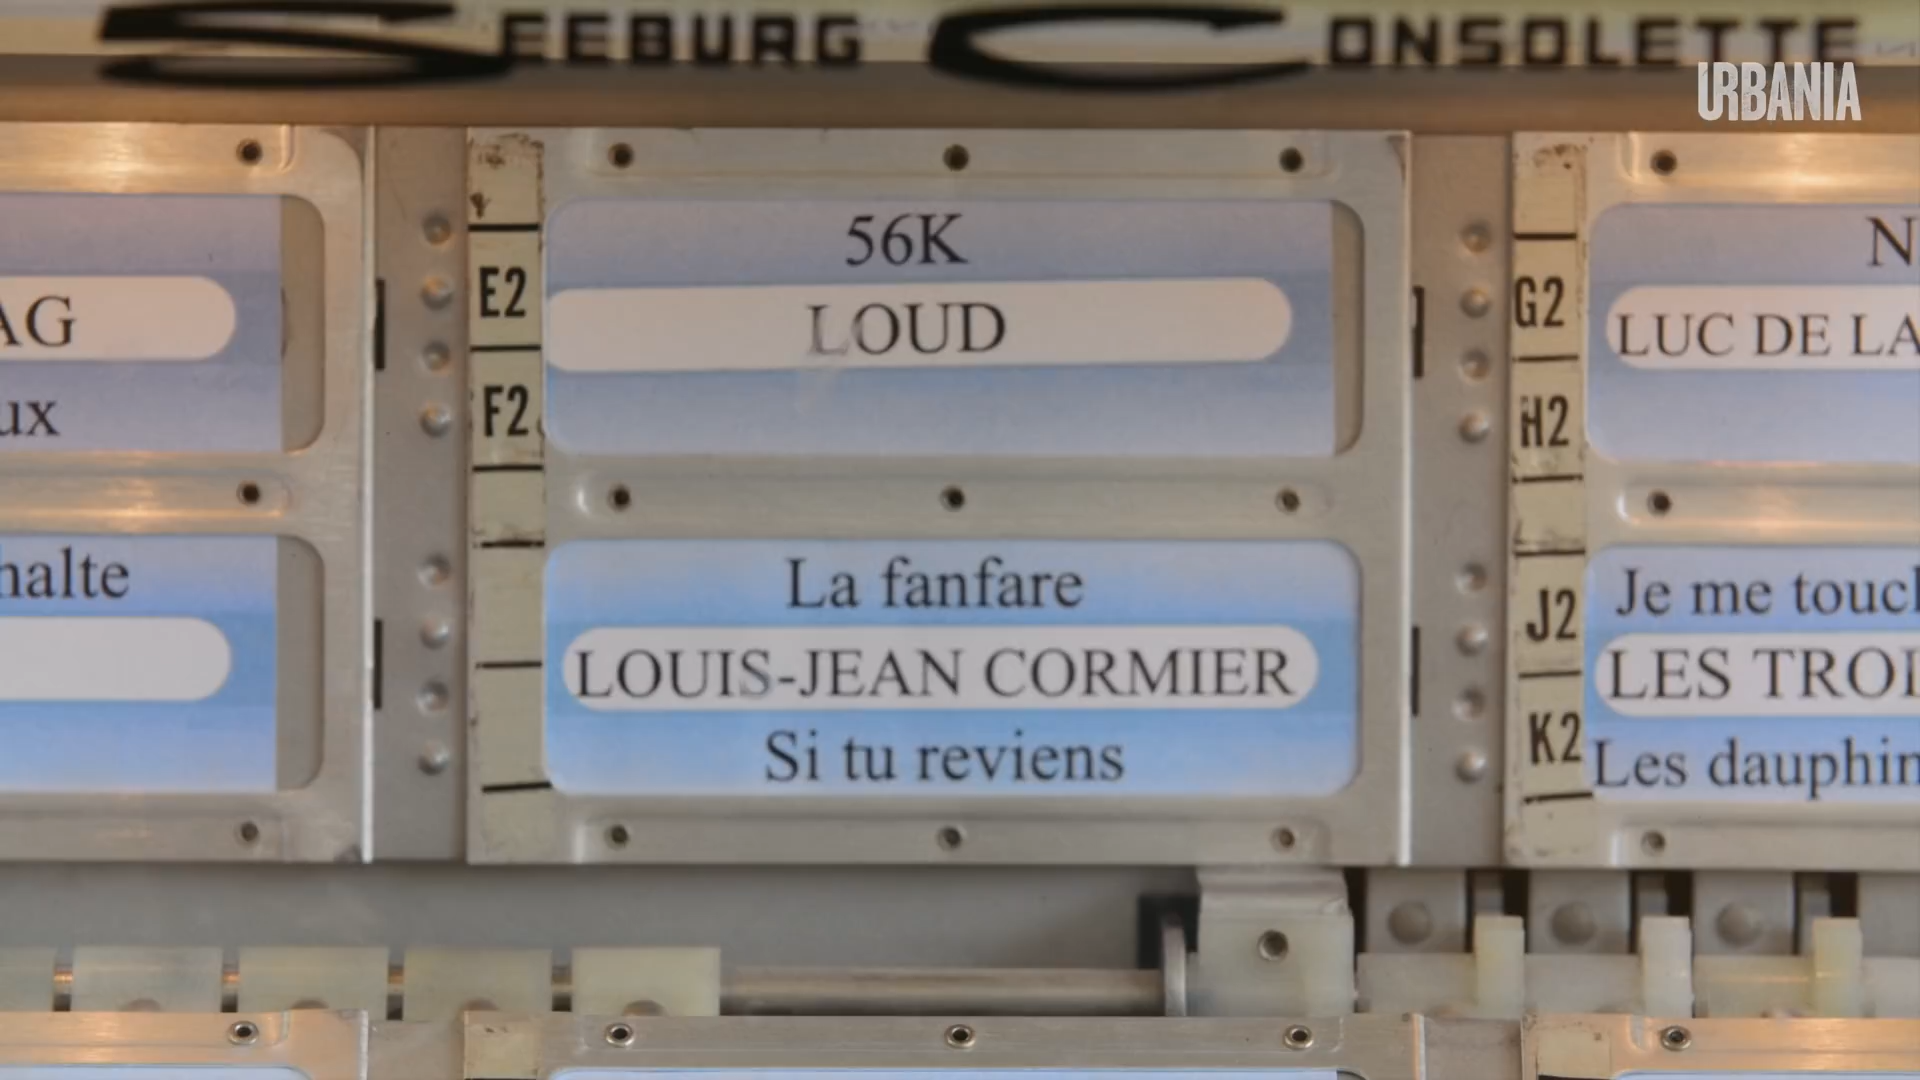 SEEBURG CONSOLETTE
URBANIA
AG
ux
halte
E2
F2
56K
LOUD
La fanfare
LOUIS-JEAN CORMIER
Si tu reviens
G2
H2
J2
K2
N
LUC DE LA
Je me touch
LES TROI
Les dauphin